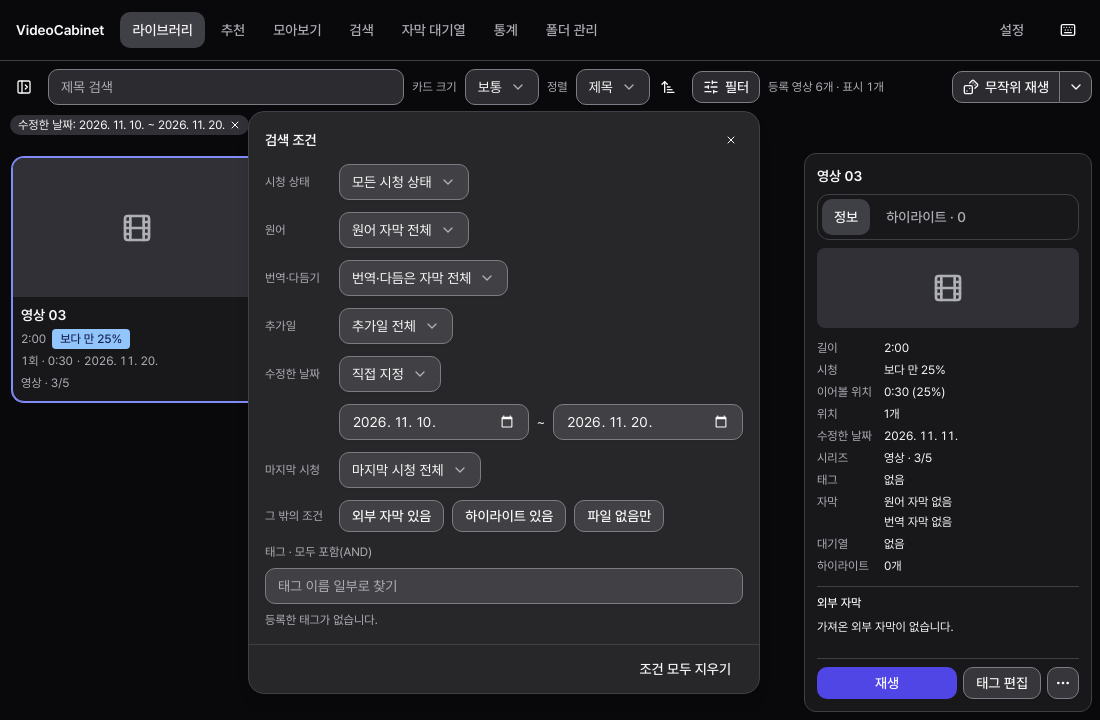 VideoCabinet 라이브러리 추천 모아보기 검색 자막 대기열 통계 폴더 관리 설정
제목 검색 카드 크기 보통 정렬 제목 필터 등록 영상 6개 · 표시 1개 무작위 재생
수정한 날짜: 2026. 11. 10. ~ 2026. 11. 20.
영상 03
2:00 보다 만 25%
1회 · 0:30 · 2026. 11. 20.
영상 · 3/5
검색 조건
시청 상태 모든 시청 상태
원어 원어 자막 전체
번역·다듬기 번역·다듬은 자막 전체
추가일 추가일 전체
수정한 날짜 직접 지정
2026. 11. 10. ~ 2026. 11. 20.
마지막 시청 마지막 시청 전체
그 밖의 조건 외부 자막 있음 하이라이트 있음 파일 없음만
태그 · 모두 포함(AND)
태그 이름 일부로 찾기
등록한 태그가 없습니다.
조건 모두 지우기
영상 03
정보 하이라이트 · 0
길이 2:00
시청 보다 만 25%
이어볼 위치 0:30 (25%)
위치 1개
수정한 날짜 2026. 11. 11.
시리즈 영상 · 3/5
태그 없음
자막 원어 자막 없음
번역 자막 없음
대기열 없음
하이라이트 0개
외부 자막
가져온 외부 자막이 없습니다.
재생 태그 편집